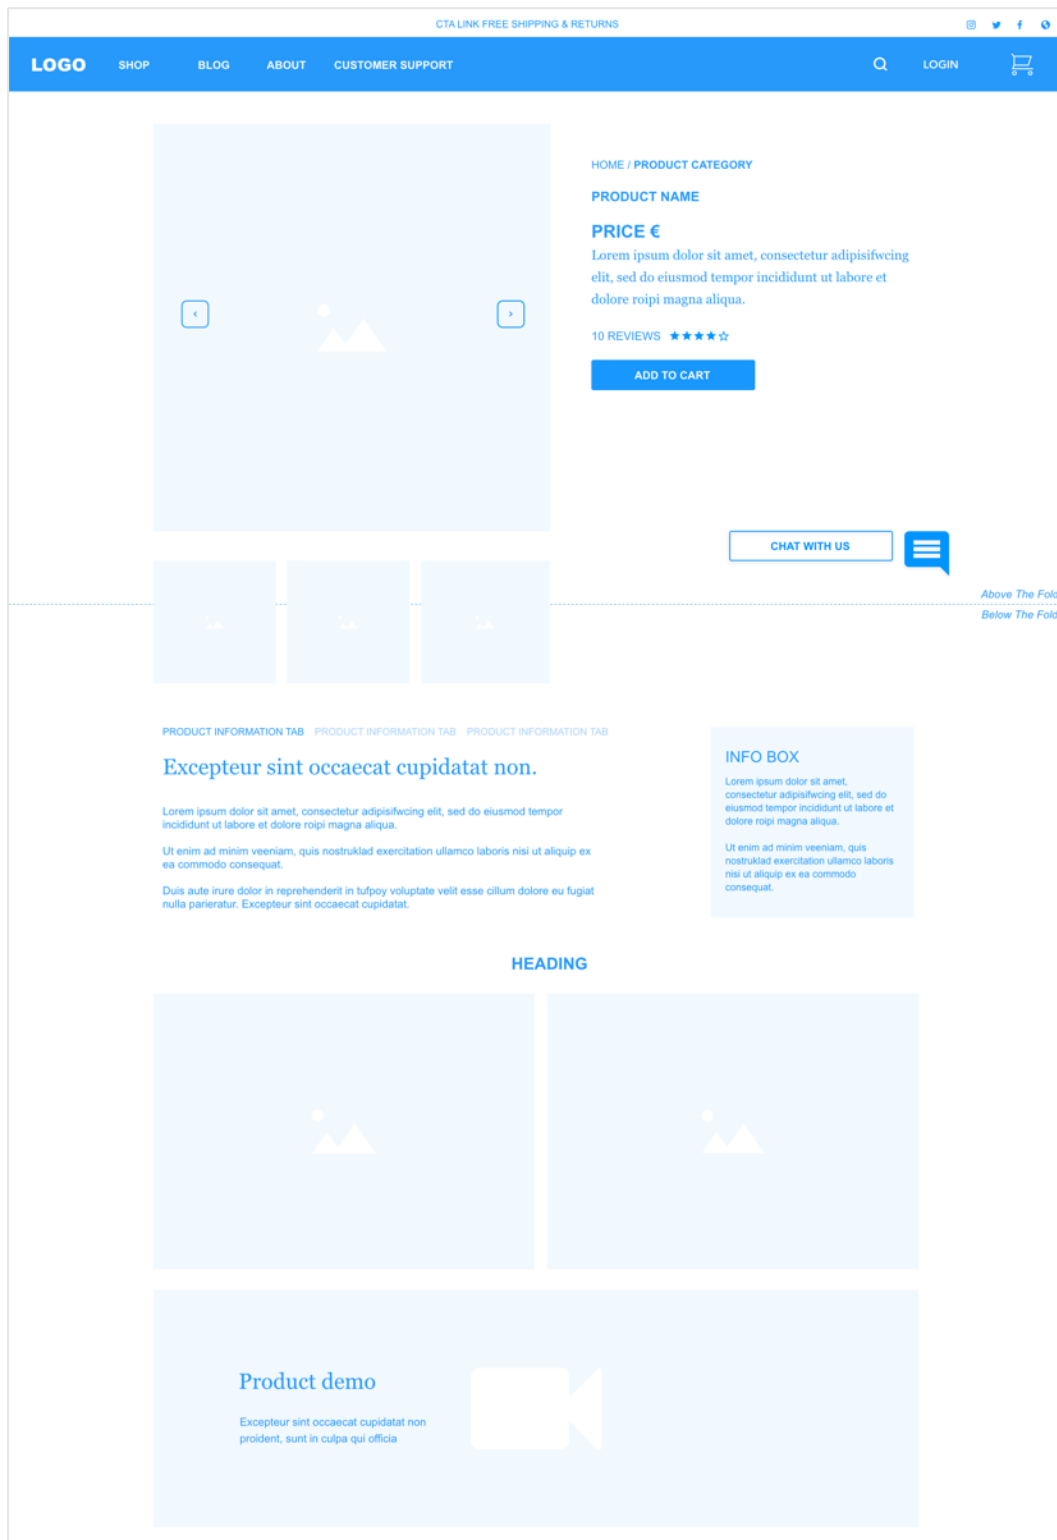 CTA LINK FREE SHIPPING & RETURNS
LOGO SHOP BLOG ABOUT CUSTOMER SUPPORT LOGIN
HOME / PRODUCT CATEGORY
PRODUCT NAME
PRICE €
Lorem ipsum dolor sit amet, consectetur adipisifwcing
elit, sed do eiusmod tempor incididunt ut labore et
dolore roipi magna aliqua.
10 REVIEWS
ADD TO CART
CHAT WITH US
Above The Fold
Below The Fold
PRODUCT INFORMATION TAB PRODUCT INFORMATION TAB PRODUCT INFORMATION TAB
Excepteur sint occaecat cupidatat non.
Lorem ipsum dolor sit amet, consectetur adipisifwcing elit, sed do eiusmod tempor
incididunt ut labore et dolore roipi magna aliqua.
Ut enim ad minim veeniam, quis nostruklad exercitation ullamco laboris nisi ut aliquip ex
ea commodo consequat.
Duis aute irure dolor in reprehenderit in tufpoy voluptate velit esse cillum dolore eu fugiat
nulla parieratur. Excepteur sint occaecat cupidatat.
INFO BOX
Lorem ipsum dolor sit amet,
consectetur adipisifwcing elit, sed do
eiusmod tempor incididunt ut labore et
dolore roipi magna aliqua.
Ut enim ad minim veeniam, quis
nostruklad exercitation ullamco laboris
nisi ut aliquip ex ea commodo
consequat.
HEADING
Product demo
Excepteur sint occaecat cupidatat non
proident, sunt in culpa qui officia